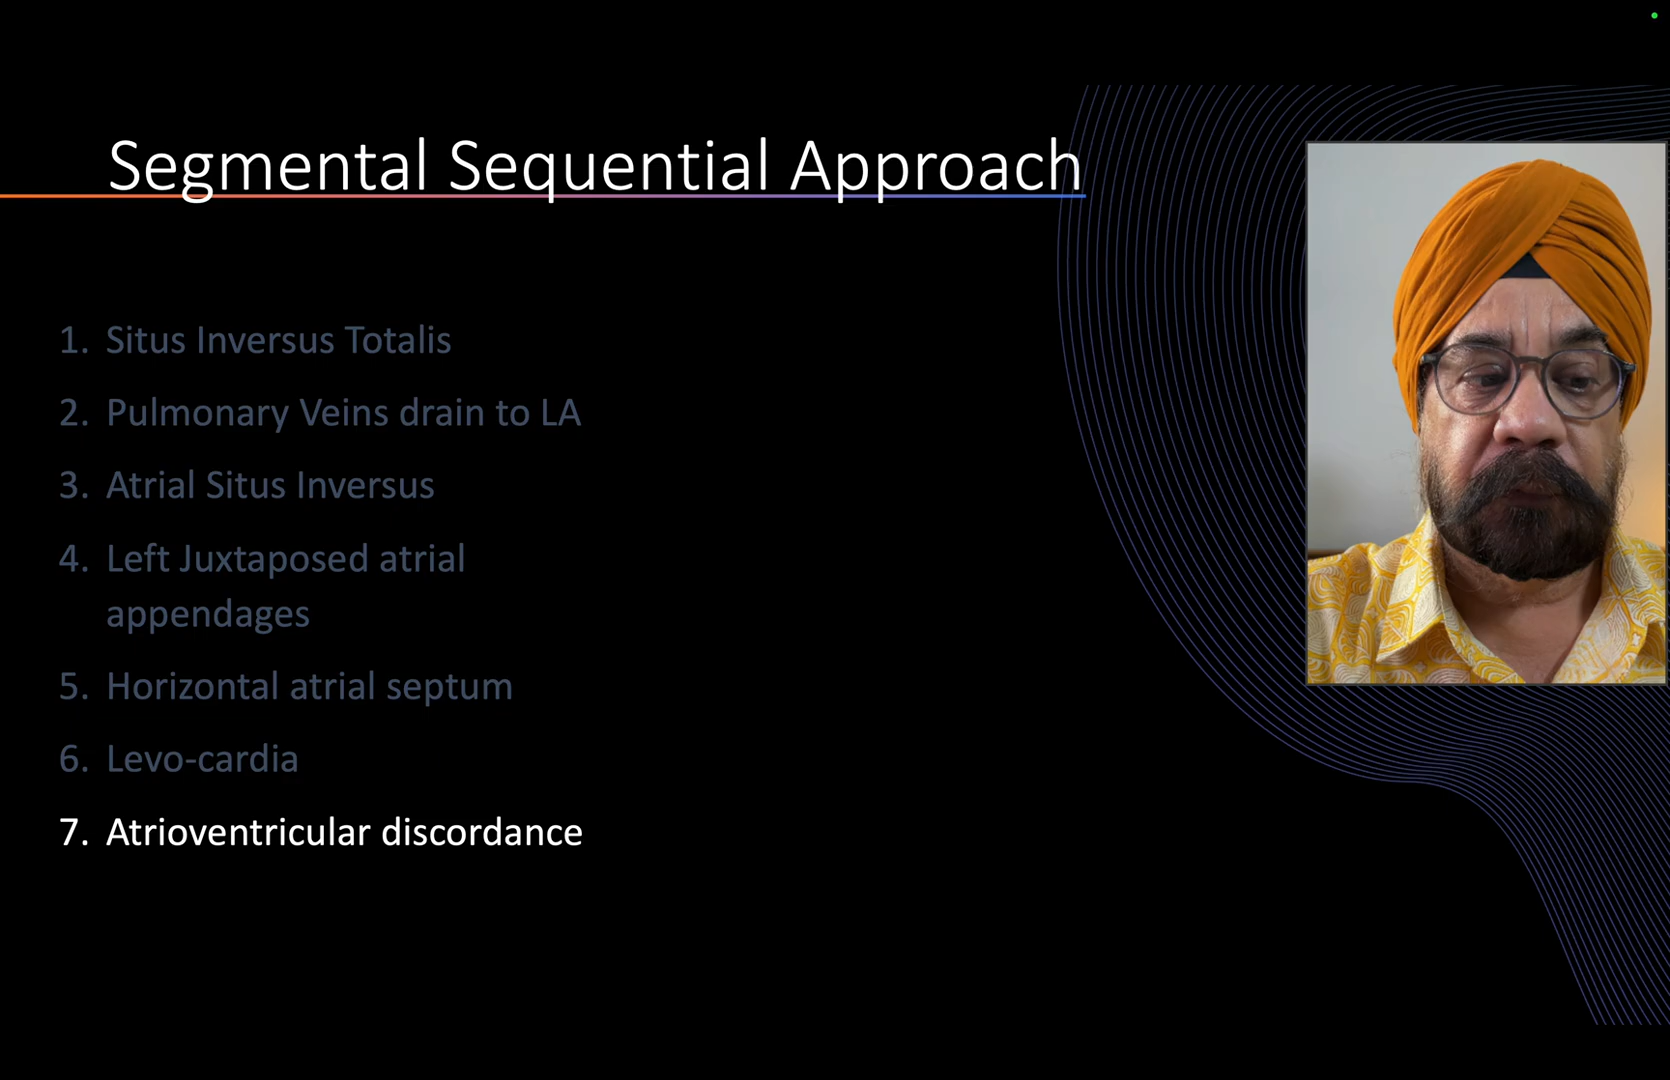 Segmental Sequential Approach
1. Situs Inversus Totalis
2. Pulmonary Veins drain to LA
3. Atrial Situs Inversus
4. Left Juxtaposed atrial
appendages
5. Horizontal atrial septum
6. Levo-cardia
7. Atrioventricular discordance